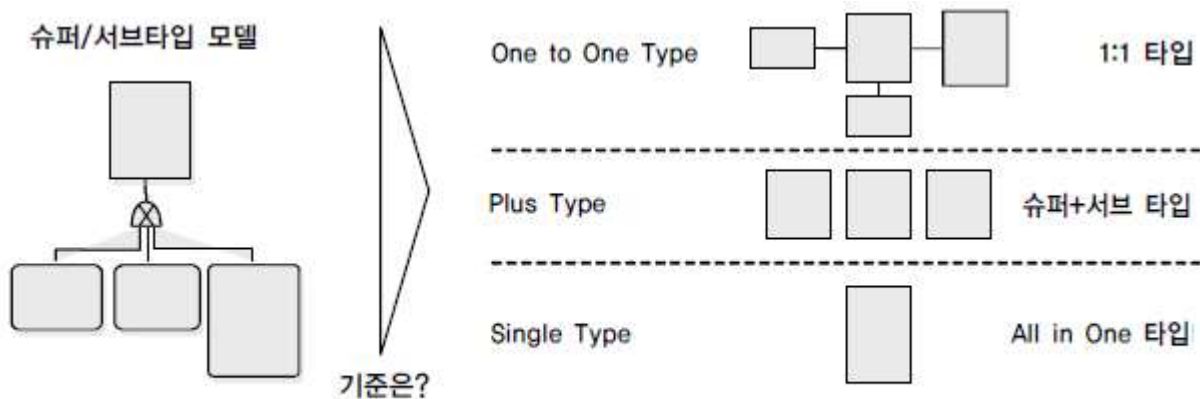 슈퍼/서브타입 모델
기준은?
One to One Type 1:1 타입
Plus Type 슈퍼+서브 타입
Single Type All in One 타입